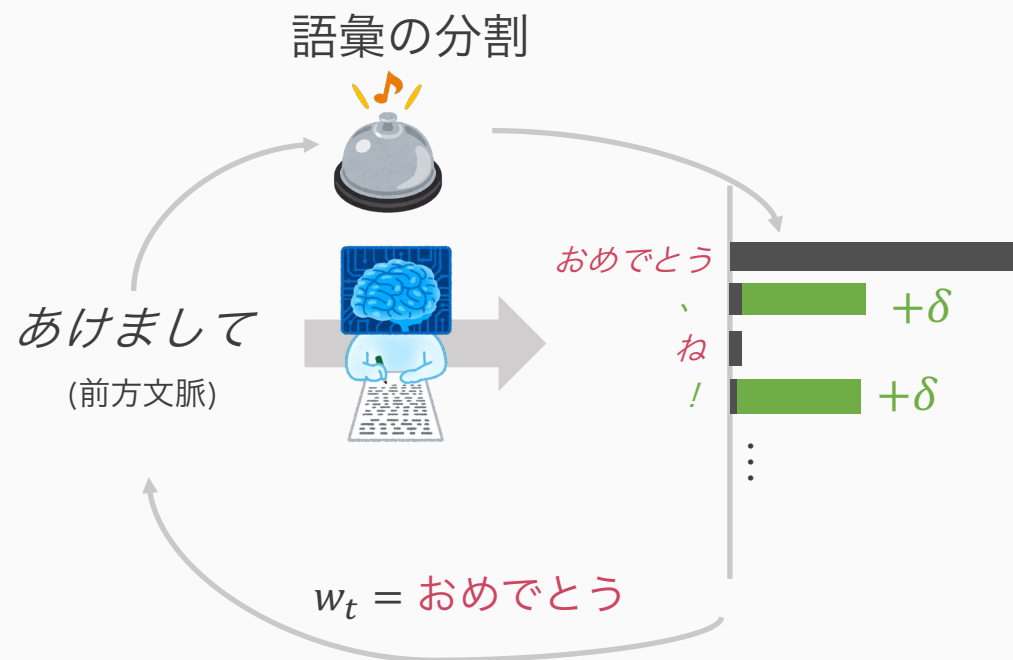 語彙の分割
おめでとう
、
+δ
ね
!
+δ
⋮
あけまして
(前方文脈)
w_t = おめでとう